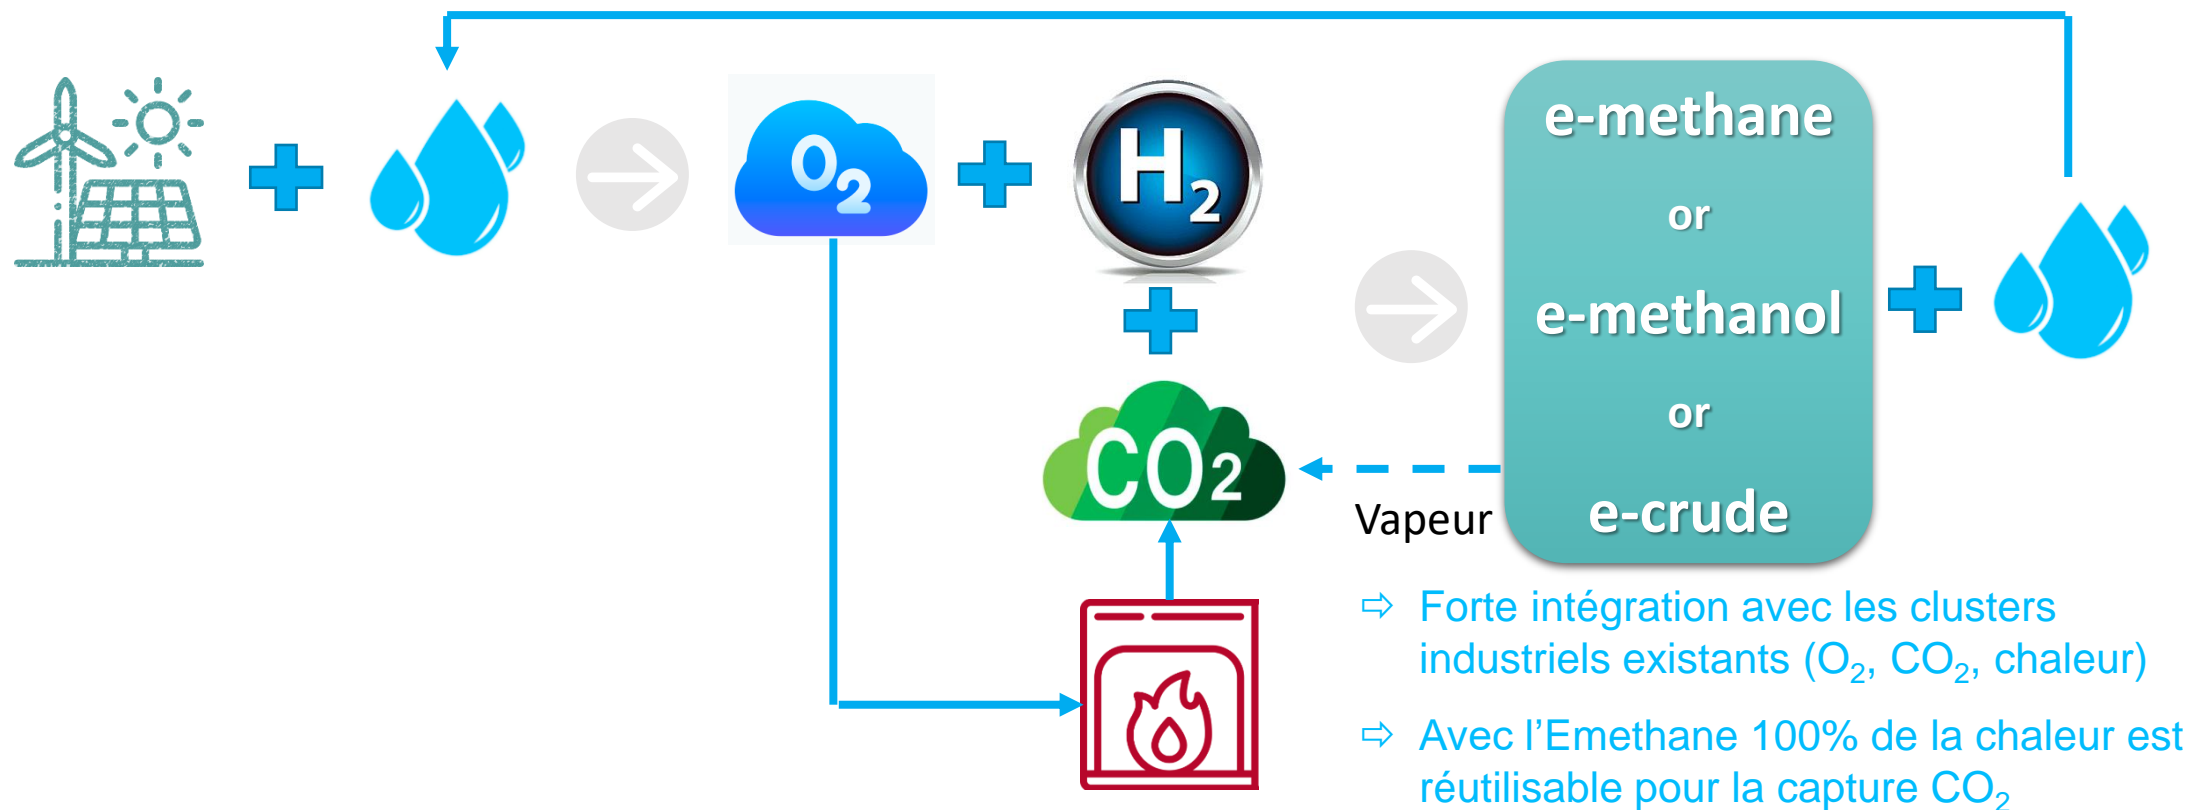 O₂
H₂
CO₂
e-methane
or
e-methanol
or
e-crude
Vapeur
⇨ Forte intégration avec les clusters
industriels existants (O₂, CO₂, chaleur)
⇨ Avec l’Emethane 100% de la chaleur est
réutilisable pour la capture CO₂